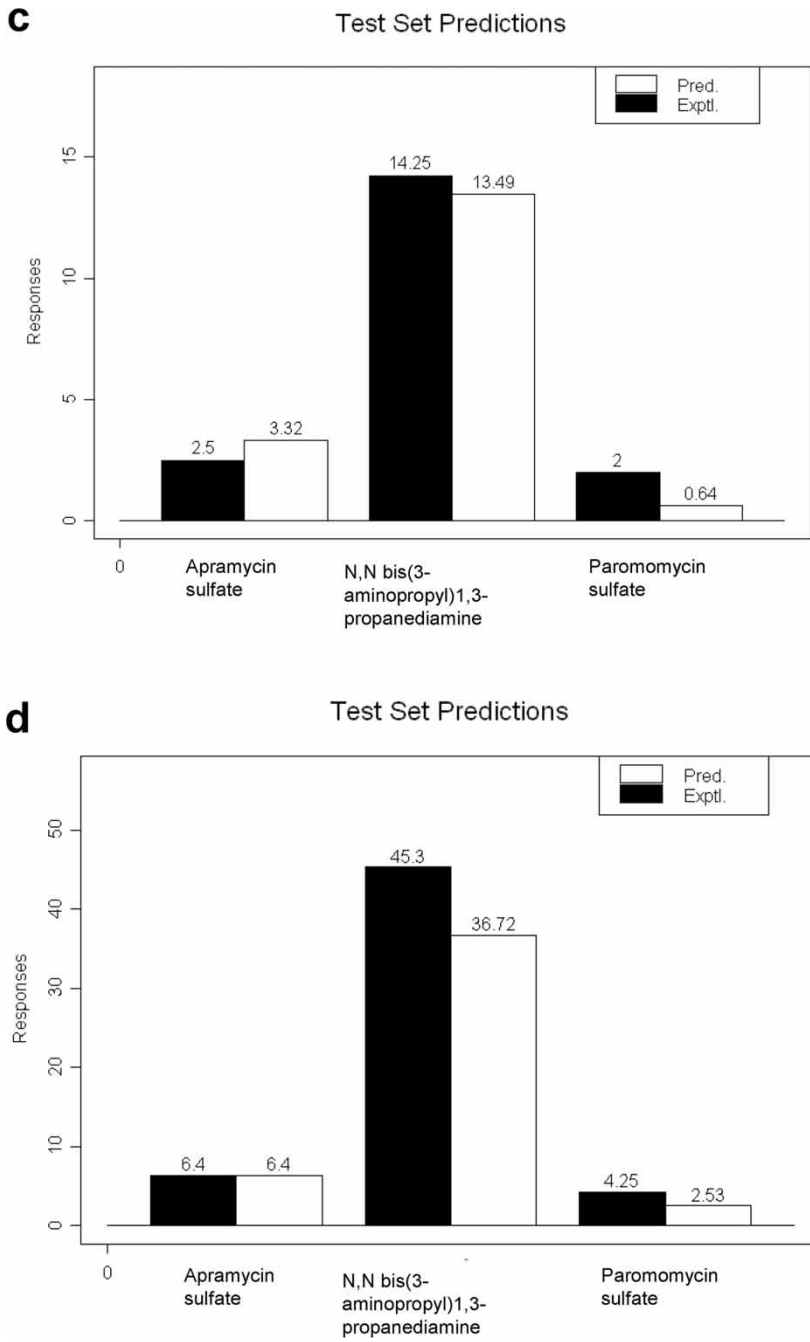 c
Test Set Predictions
Pred.
Exptl.
15
10
5
0
Responses
14.25
13.49
2.5
3.32
2
0.64
0
Apramycin
sulfate
N,N bis(3-
aminopropyl)1,3-
propanediamine
Paromomycin
sulfate
d
Test Set Predictions
Pred.
Exptl.
50
40
30
20
10
0
Responses
45.3
36.72
6.4
6.4
4.25
2.53
0
Apramycin
sulfate
N,N bis(3-
aminopropyl)1,3-
propanediamine
Paromomycin
sulfate